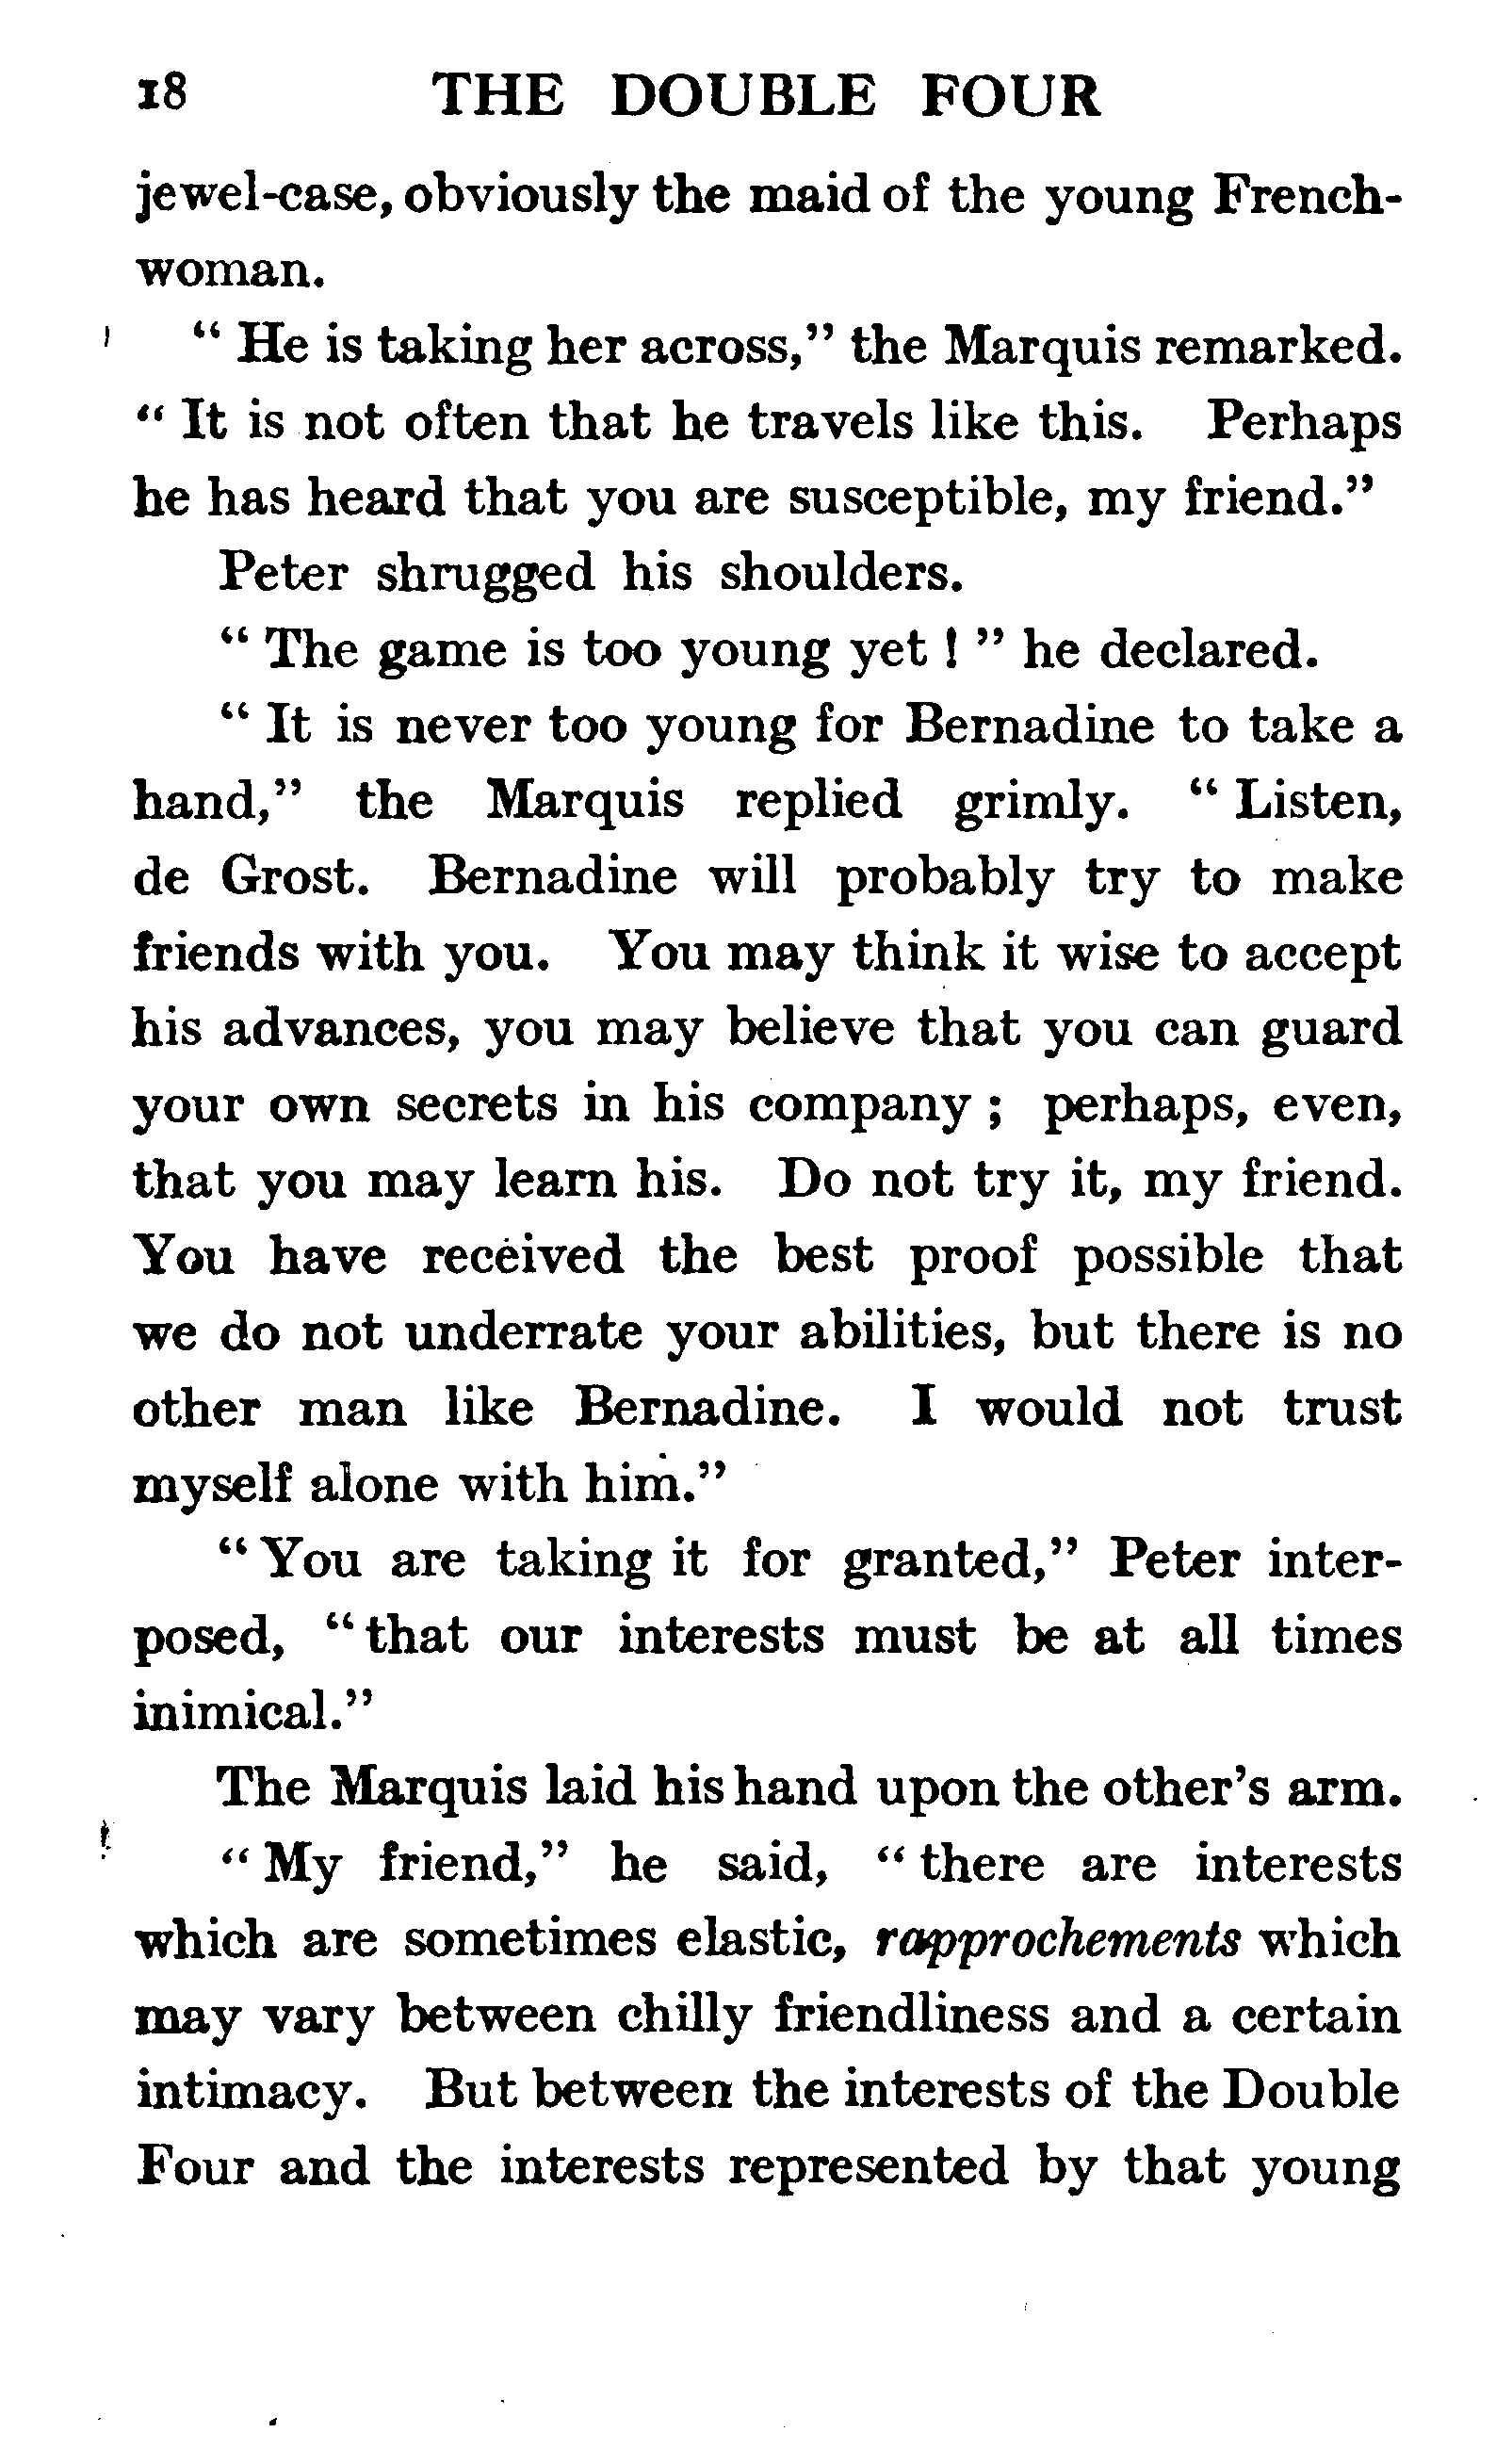 18 THE DOUBLE FOUR
jewel-case, obviously the maid of the young French-
woman.
" He is taking her across," the Marquis remarked.
" It is not often that he travels like this. Perhaps
he has heard that you are susceptible, my friend."
Peter shrugged his shoulders.
" The game is too young yet ! " he declared.
" It is never too young for Bernadine to take a
hand," the Marquis replied grimly. " Listen,
de Grost. Bernadine will probably try to make
friends with you. You may think it wise to accept
his advances, you may believe that you can guard
your own secrets in his company ; perhaps, even,
that you may learn his. Do not try it, my friend.
You have received the best proof possible that
we do not underrate your abilities, but there is no
other man like Bernadine. I would not trust
myself alone with him."
" You are taking it for granted," Peter inter-
posed, " that our interests must be at all times
inimical."
The Marquis laid his hand upon the other's arm.
" My friend," he said, " there are interests
which are sometimes elastic, rapprochements which
may vary between chilly friendliness and a certain
intimacy. But between the interests of the Double
Four and the interests represented by that young